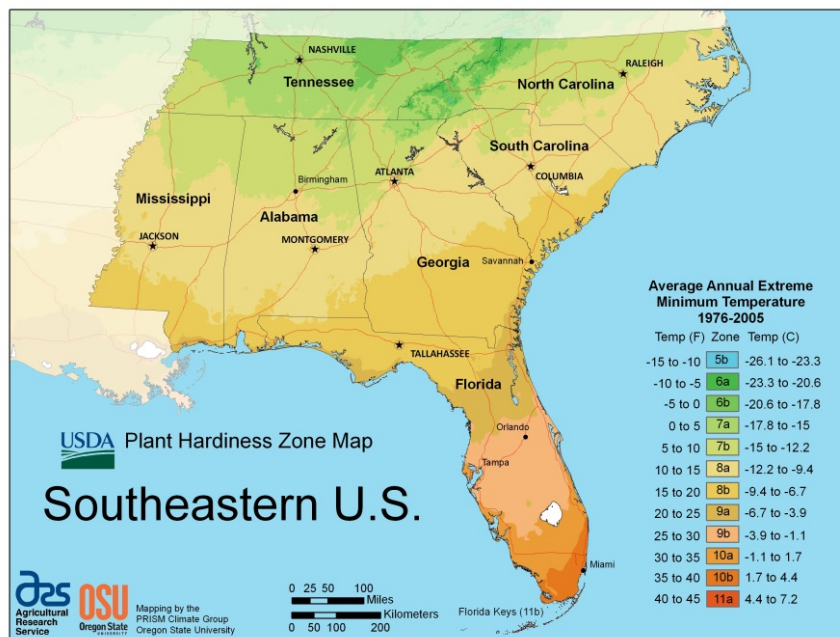 NASHVILLE
Tennessee
RALEIGH
North Carolina
South Carolina
COLUMBIA
ATLANTA
Birmingham
Mississippi
Alabama
JACKSON
MONTGOMERY
Georgia
Savannah
TALLAHASSEE
Florida
Orlando
Tampa
Miami
Florida Keys (11b)
Average Annual Extreme
Minimum Temperature
1976-2005
Temp (F) Zone Temp (C)
-15 to -10 5b -26.1 to -23.3
-10 to -5 6a -23.3 to -20.6
-5 to 0 6b -20.6 to -17.8
0 to 5 7a -17.8 to -15
5 to 10 7b -15 to -12.2
10 to 15 8a -12.2 to -9.4
15 to 20 8b -9.4 to -6.7
20 to 25 9a -6.7 to -3.9
25 to 30 9b -3.9 to -1.1
30 to 35 10a -1.1 to 1.7
35 to 40 10b 1.7 to 4.4
40 to 45 11a 4.4 to 7.2
USDA Plant Hardiness Zone Map
Southeastern U.S.
ars
Agricultural
Research
Service
OSU
Oregon State
UNIVERSITY
Mapping by the
PRISM Climate Group
Oregon State University
0 25 50 100
Miles
Kilometers
0 50 100 200